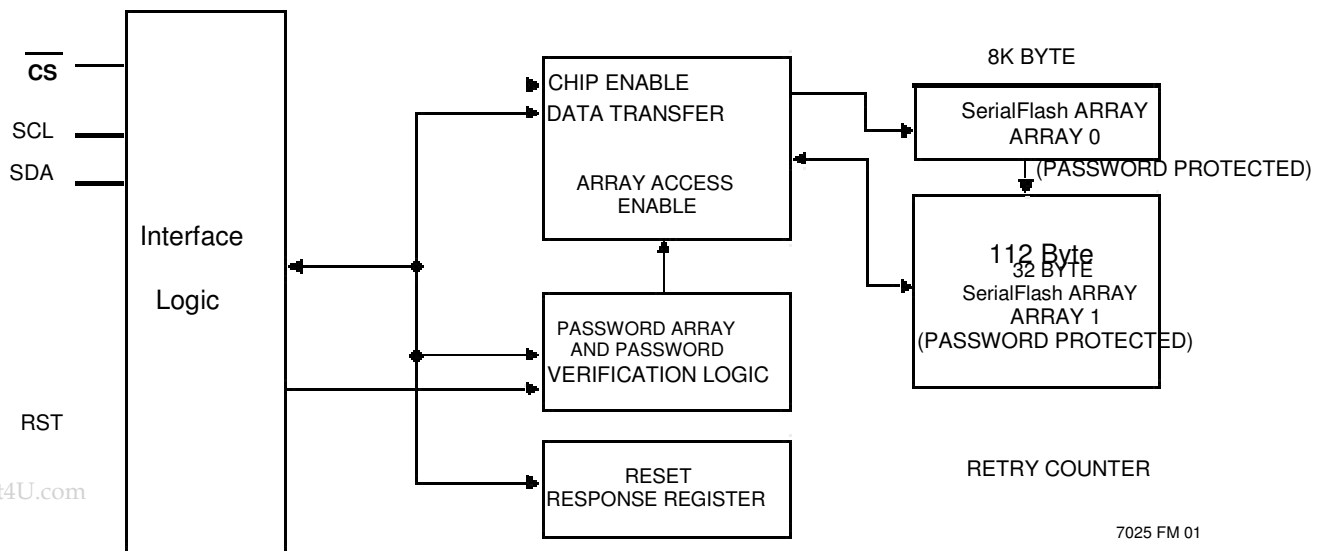 CS
SCL
SDA
Interface
Logic
RST
t4U.com
CHIP ENABLE
DATA TRANSFER
ARRAY ACCESS
ENABLE
PASSWORD ARRAY
AND PASSWORD
VERIFICATION LOGIC
RESET
RESPONSE REGISTER
8K BYTE
SerialFlash ARRAY
ARRAY 0
(PASSWORD PROTECTED)
112 Byte
32 BYTE
SerialFlash ARRAY
ARRAY 1
(PASSWORD PROTECTED)
RETRY COUNTER
7025 FM 01